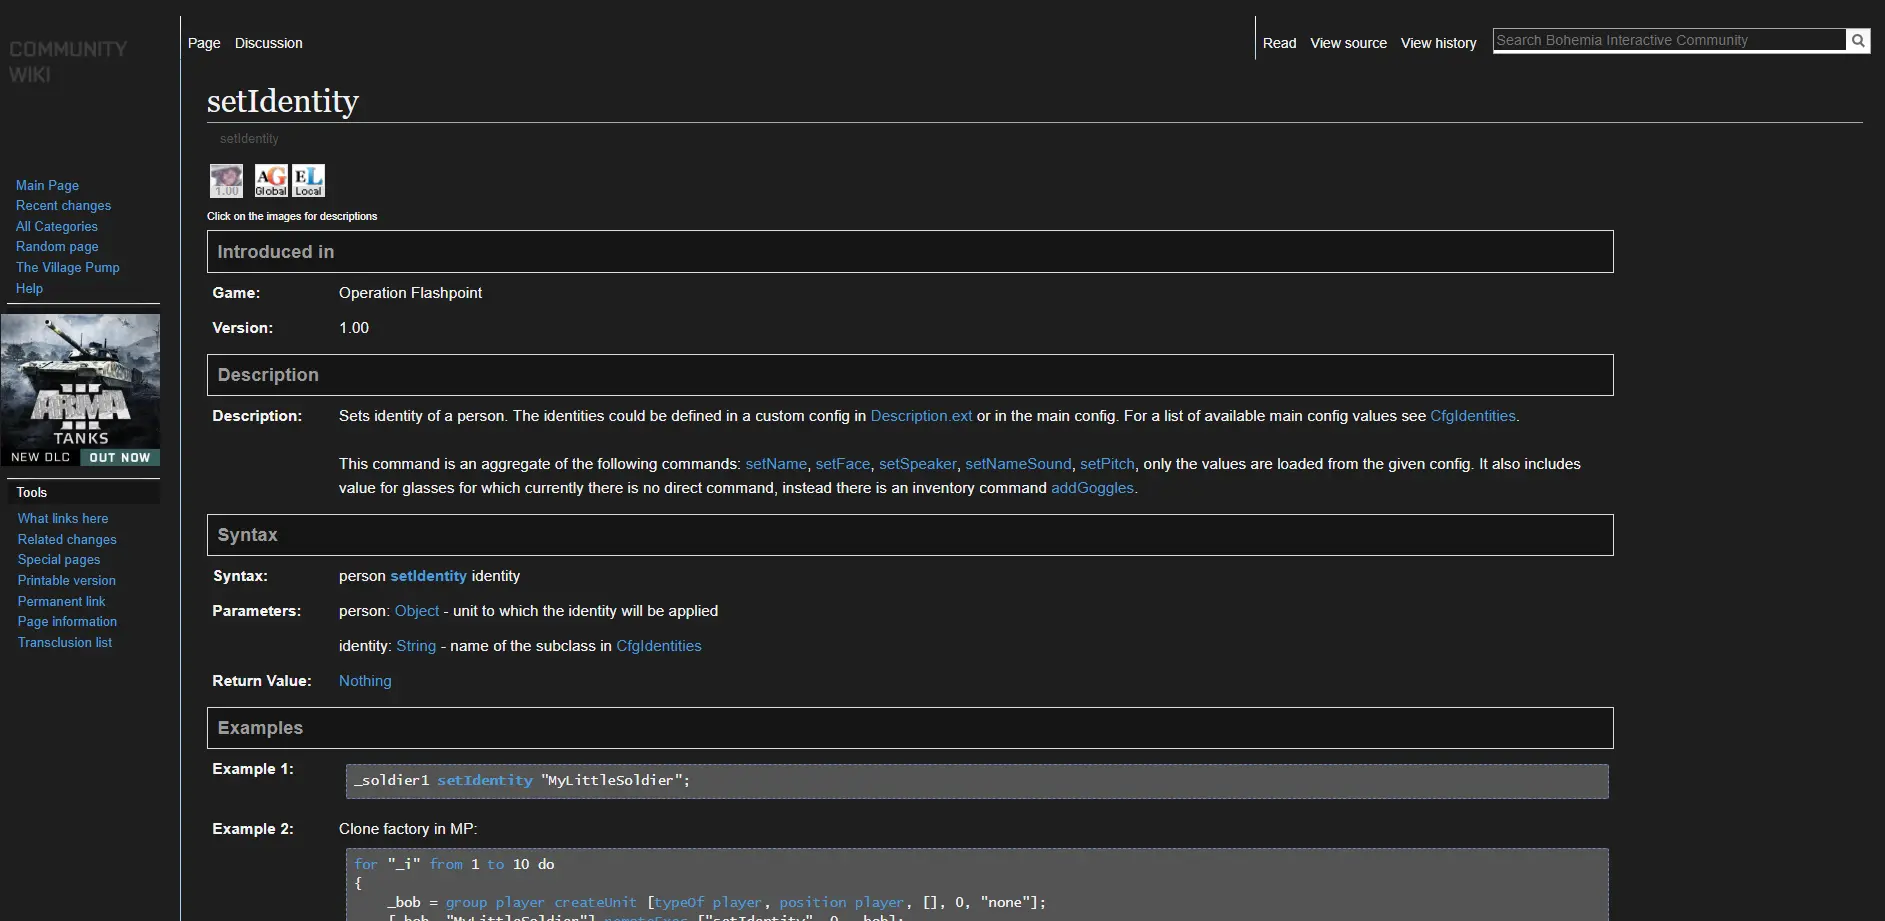 COMMUNITY
WIKI
Page Discussion
Read View source View history Search Bohemia Interactive Community
setIdentity
setIdentity
1.00 AG Global EL Local
Click on the images for descriptions
Main Page
Recent changes
All Categories
Random page
The Village Pump
Help
ARMA III
TANKS
NEW DLC OUT NOW
Tools
What links here
Related changes
Special pages
Printable version
Permanent link
Page information
Transclusion list
Introduced in
Game: Operation Flashpoint
Version: 1.00
Description
Description: Sets identity of a person. The identities could be defined in a custom config in Description.ext or in the main config. For a list of available main config values see CfgIdentities.
This command is an aggregate of the following commands: setName, setFace, setSpeaker, setNameSound, setPitch, only the values are loaded from the given config. It also includes
value for glasses for which currently there is no direct command, instead there is an inventory command addGoggles.
Syntax
Syntax: person setIdentity identity
Parameters: person: Object - unit to which the identity will be applied
identity: String - name of the subclass in CfgIdentities
Return Value: Nothing
Examples
Example 1: _soldier1 setIdentity "MyLittleSoldier";
Example 2: Clone factory in MP:
for "_i" from 1 to 10 do
{
_bob = group player createUnit [typeOf player, position player, [], 0, "none"];
[_bob, "MyLittleSoldier"] remoteExec ["setIdentity", 0, _bob];